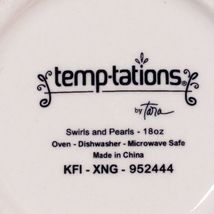 temp-tations®
by Tara
Swirls and Pearls - 18oz
Oven - Dishwasher - Microwave Safe
Made in China
KFI - XNG - 952444